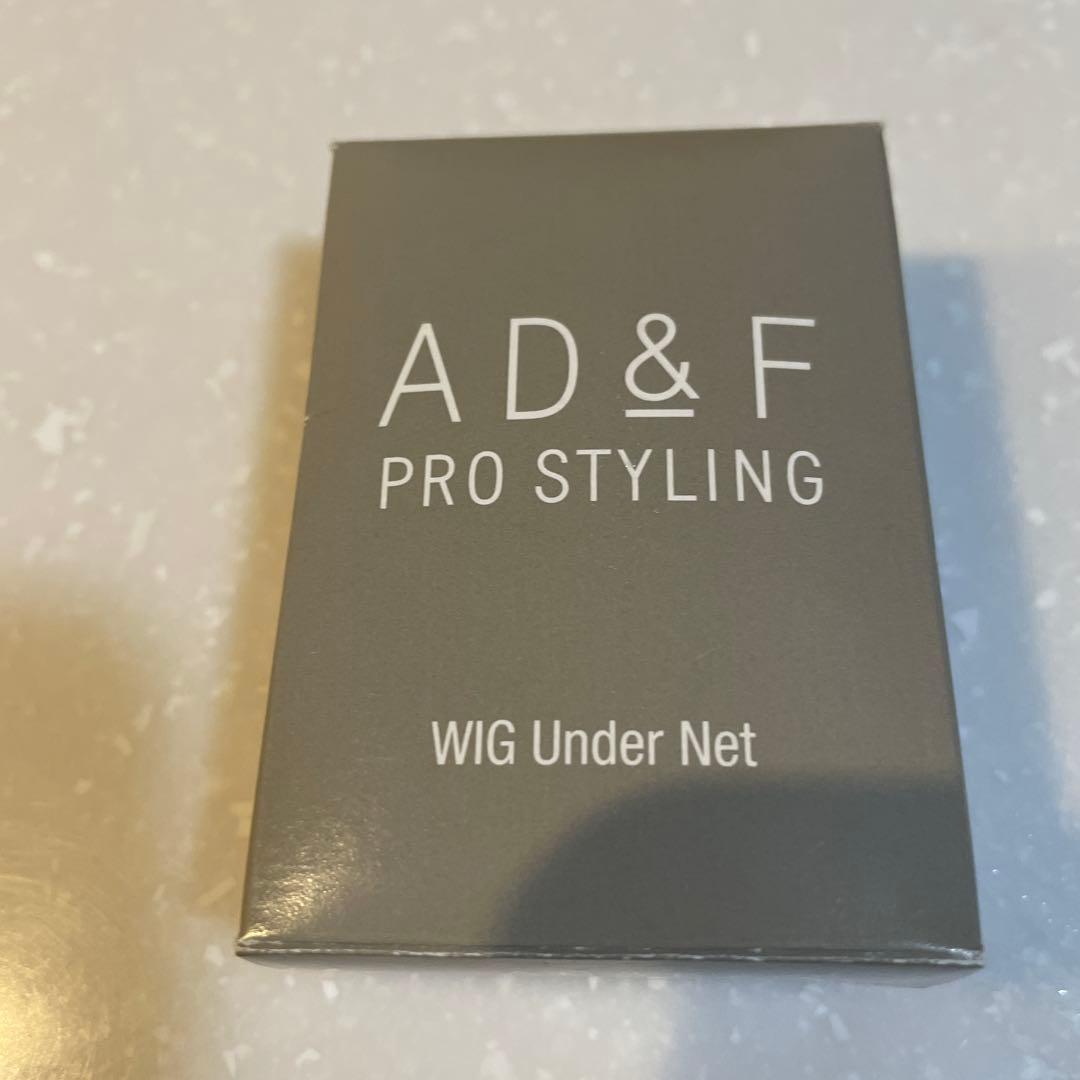 AD&F
PRO STYLING
WIG Under Net